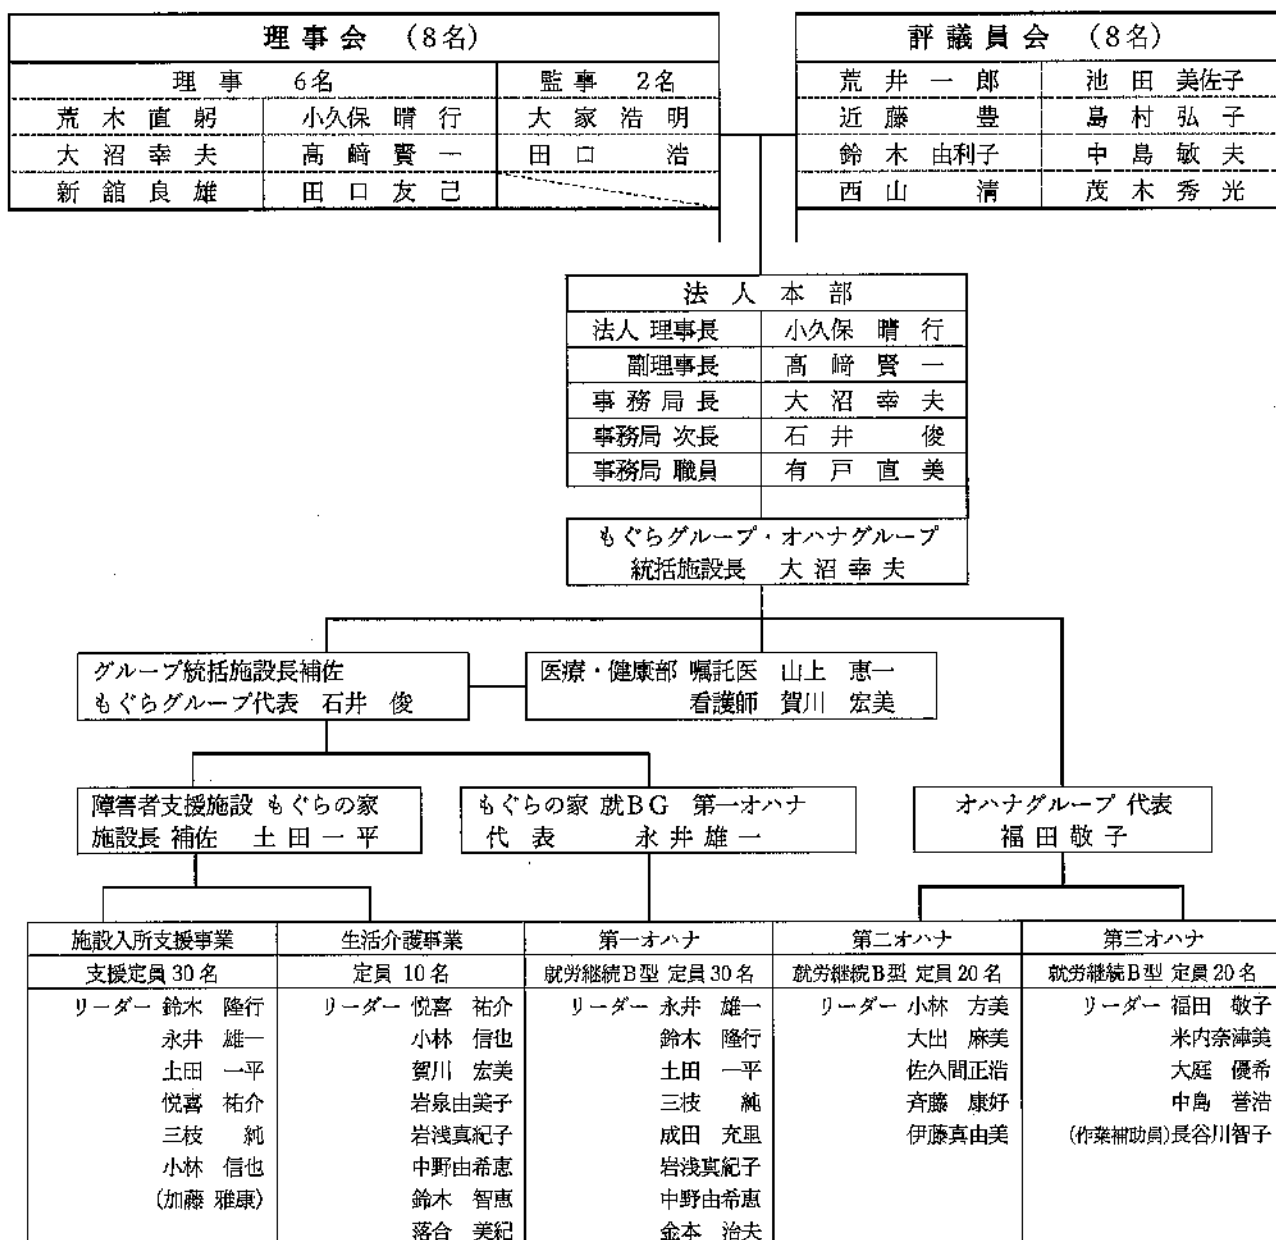 理事会 (8名)
理事 6名 監事 2名
荒木直躬 小久保晴行 大家浩明
大沼幸夫 高﨑賢一 田口 浩
新舘良雄 田口友己
評議員会 (8名)
荒井一郎 池田美佐子
近藤 豊 島村弘子
鈴木由利子 中島敏夫
西山 清 茂木秀光
法人本部
法人 理事長 小久保晴行
副理事長 高﨑賢一
事務局長 大沼幸夫
事務局 次長 石井 俊
事務局 職員 有戸直美
もぐらグループ・オハナグループ
統括施設長 大沼幸夫
グループ統括施設長補佐
もぐらグループ代表 石井 俊
医療・健康部 嘱託医 山上 恵一
看護師 賀川 宏美
障害者支援施設 もぐらの家
施設長 補佐 土田一平
もぐらの家 就BG 第一オハナ
代表 永井雄一
オハナグループ 代表
福田敬子
施設入所支援事業
支援定員30名
リーダー 鈴木 隆行
永井 雄一
土田 一平
悦喜 祐介
三枝 純
小林 信也
(加藤 雅康)
生活介護事業
定員 10名
リーダー 悦喜 祐介
小林 信也
賀川 宏美
岩泉由美子
岩浅真紀子
中野由希恵
鈴木 智恵
落合 美紀
第一オハナ
就労継続B型 定員30名
リーダー 永井 雄一
鈴木 隆行
土田 一平
三枝 純
成田 充里
岩浅真紀子
中野由希恵
金本 治夫
第二オハナ
就労継続B型 定員20名
リーダー 小林 方美
大出 麻美
佐久間正浩
斉藤 康好
伊藤真由美
第三オハナ
就労継続B型 定員20名
リーダー 福田 敬子
米内奈津美
大庭 優希
中島 誉浩
(作業補助員)長谷川智子